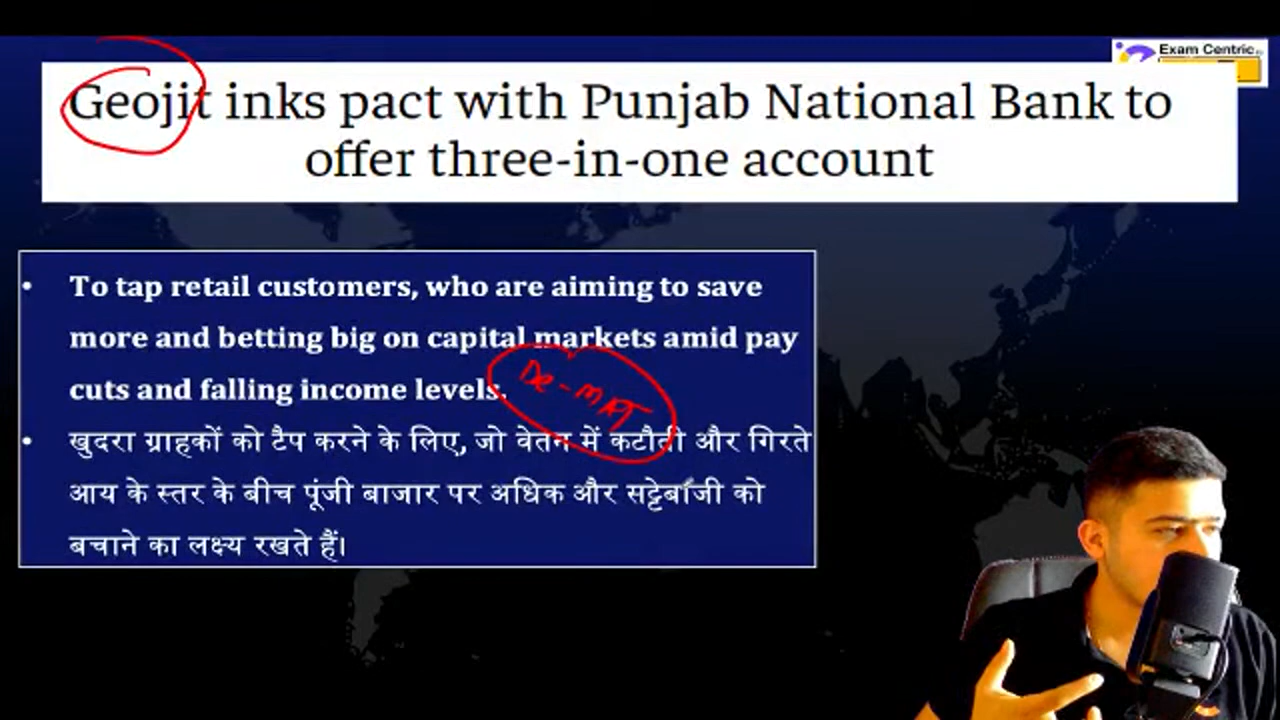 Exam Centric
Geojit inks pact with Punjab National Bank to
offer three-in-one account
• To tap retail customers, who are aiming to save
more and betting big on capital markets amid pay
cuts and falling income levels.
De-MAT
• खुदरा ग्राहकों को टैप करने के लिए, जो वेतन में कटौती और गिरते
आय के स्तर के बीच पूंजी बाजार पर अधिक और सट्टेबाजी को
बचाने का लक्ष्य रखते हैं।